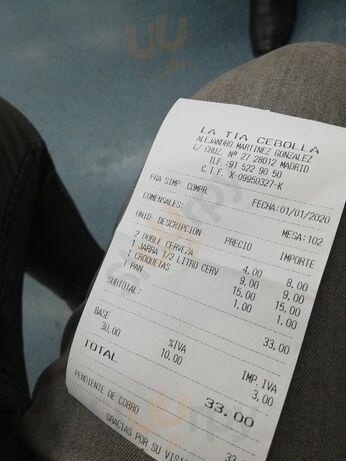 LA TIA CEBOLLA
ALEJANDRO MARTINEZ GONZALEZ
C/ CRUZ Nº 27 28012 MADRID
TLF :91 522 90 50
C.I.F. X-09950327-K
FRA SIMP: COMPR.
FECHA:01/01/2020
COMENSALES: MESA:102
UNID DESCRIPCION PRECIO IMPORTE
2 DOBLE CERVEZA 4,00 8,00
1 JARRA 1/2 LITRO CERV 9,00 9,00
1 CROQUETAS 15,00 15,00
1 PAN 1,00 1,00
SUBTOTAL: 33,00
BASE %IVA IMP.IVA
30,00 10,00 3,00
TOTAL 33,00
PENDIENTE DE COBRO 33
GRACIAS POR SU